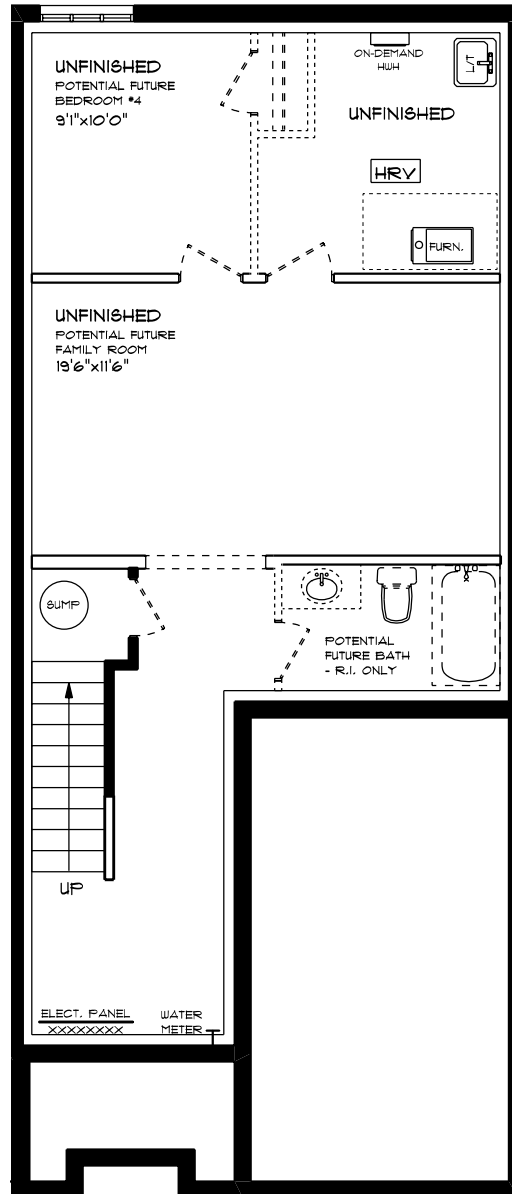 UNFINISHED
POTENTIAL FUTURE
BEDROOM #4
9'1"x10'0"
ON-DEMAND
HWH
L/T
UNFINISHED
HRV
FURN.
UNFINISHED
POTENTIAL FUTURE
FAMILY ROOM
19'6"x11'6"
SUMP
POTENTIAL
FUTURE BATH
- R.I. ONLY
UP
ELECT. PANEL
XXXXXXXX
WATER
METER